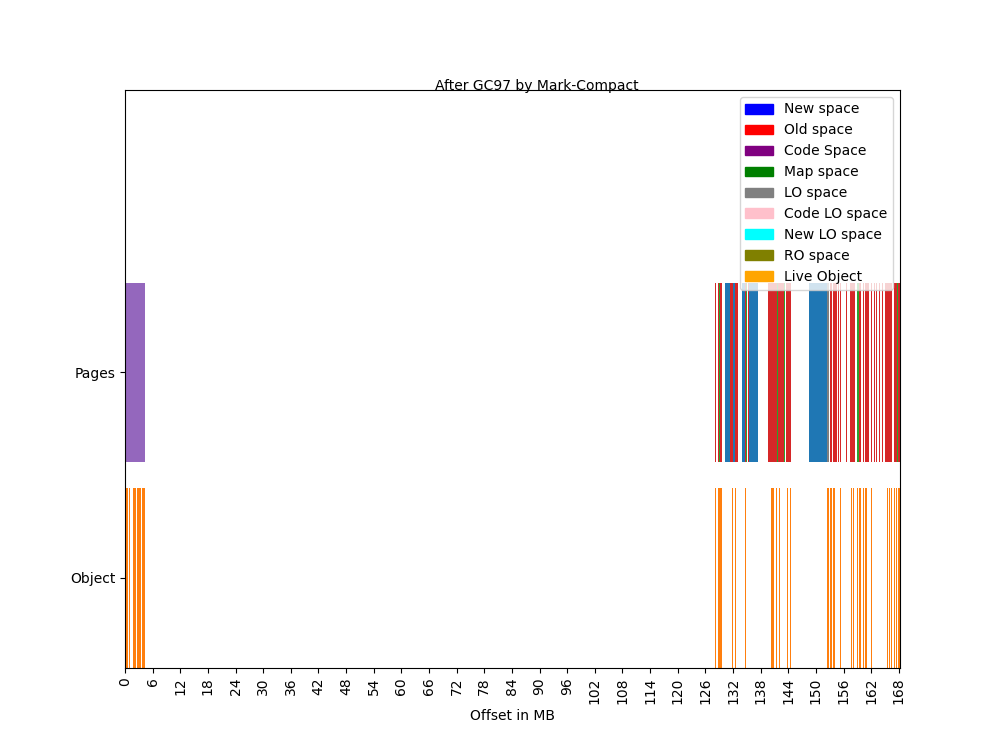 After GC97 by Mark-Compact
New space
Old space
Code Space
Map space
LO space
Code LO space
New LO space
RO space
Live Object
Pages
Object
0 6 12 18 24 30 36 42 48 54 60 66 72 78 84 90 96 102 108 114 120 126 132 138 144 150 156 162 168
Offset in MB